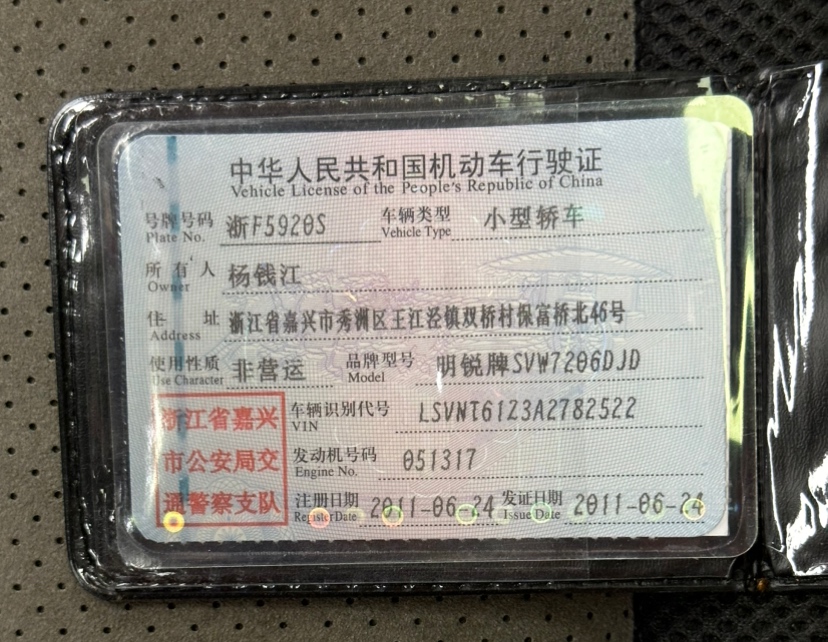 中华人民共和国机动车行驶证
Vehicle License of the People's Republic of China
号牌号码 浙F5920S 车辆类型 小型轿车
Plate No. Vehicle Type
所有人 杨钱江
Owner
住址 浙江省嘉兴市秀洲区王江泾镇双桥村保富桥北46号
Address
使用性质 非营运 品牌型号 明锐牌SVW7206DJD
Use Character Model
浙江省嘉兴 车辆识别代号 LSVNT61Z3A2782522
VIN
市公安局交 发动机号码 051317
Engine No.
通警察支队 注册日期 2011-06-24 发证日期 2011-06-24
Register Date Issue Date